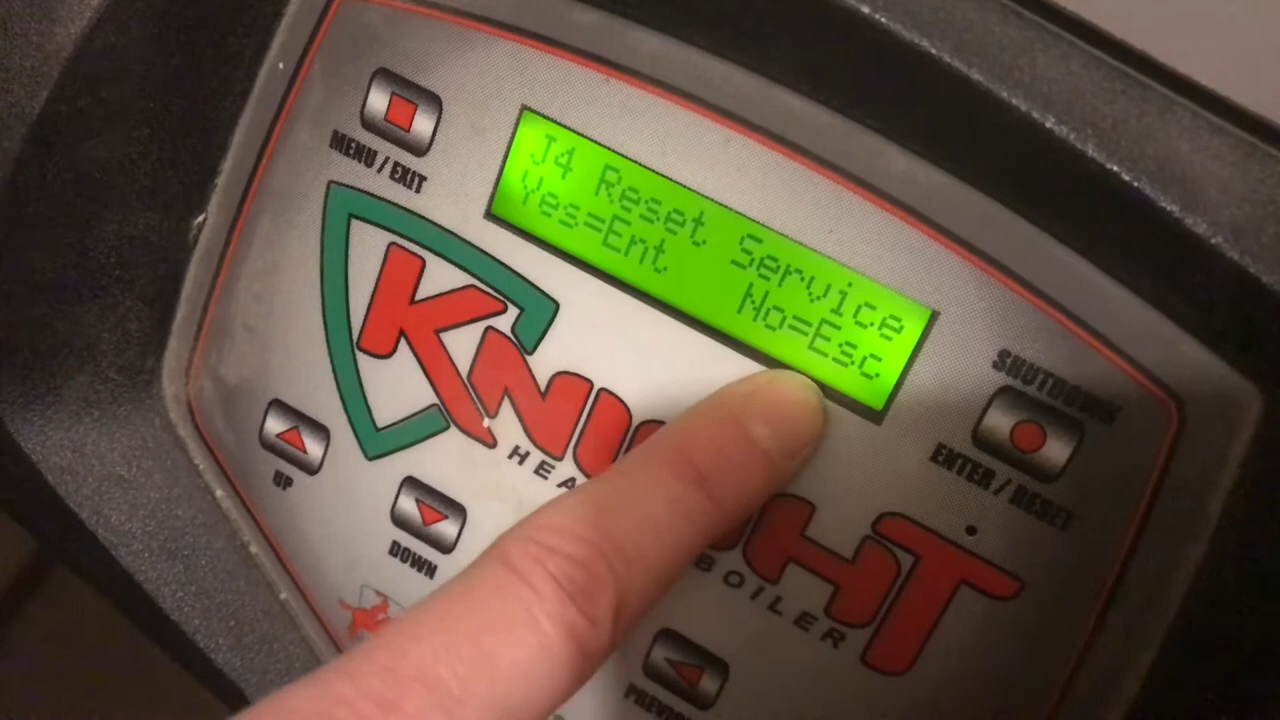 MENU / EXIT
J4 Reset Service
Yes=Ent No=Esc
SHUTDOWN
ENTER / RESET
UP
DOWN
BOILER